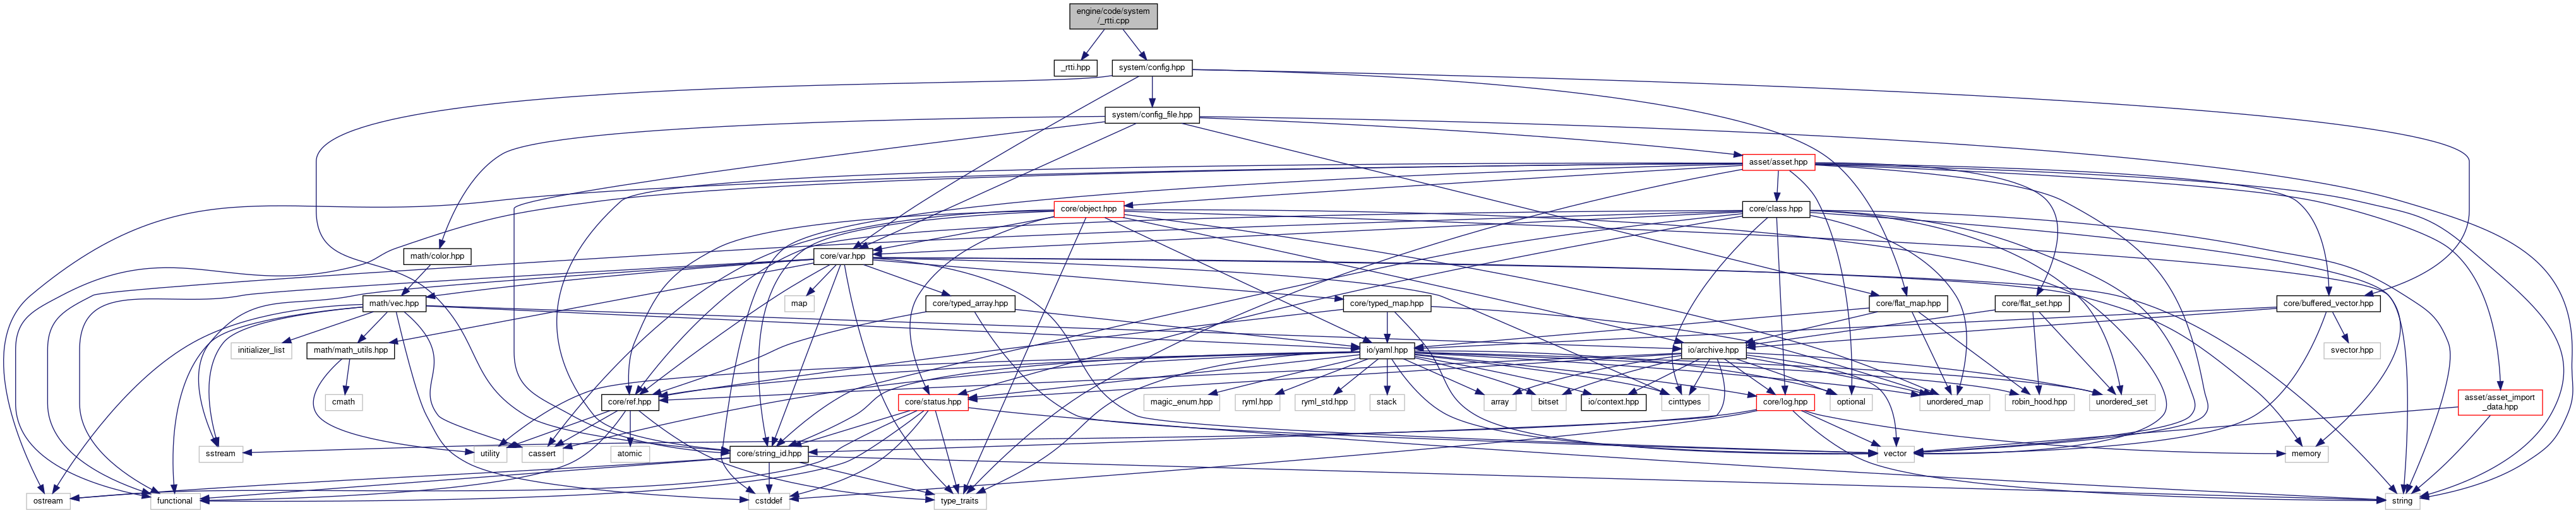 engine/code/system
/_rtti.cpp
_rtti.hpp
system/config.hpp
system/config_file.hpp
asset/asset.hpp
core/object.hpp
core/class.hpp
math/color.hpp
core/var.hpp
math/vec.hpp
map
core/typed_array.hpp
core/typed_map.hpp
core/flat_map.hpp
core/flat_set.hpp
core/buffered_vector.hpp
initializer_list
math/math_utils.hpp
io/yaml.hpp
io/archive.hpp
svector.hpp
cmath
core/ref.hpp
core/status.hpp
magic_enum.hpp
ryml.hpp
ryml_std.hpp
stack
array
bitset
io/context.hpp
cinttypes
core/log.hpp
optional
unordered_map
robin_hood.hpp
unordered_set
asset/asset_import
_data.hpp
sstream
utility
cassert
atomic
core/string_id.hpp
vector
memory
ostream
functional
cstddef
type_traits
string